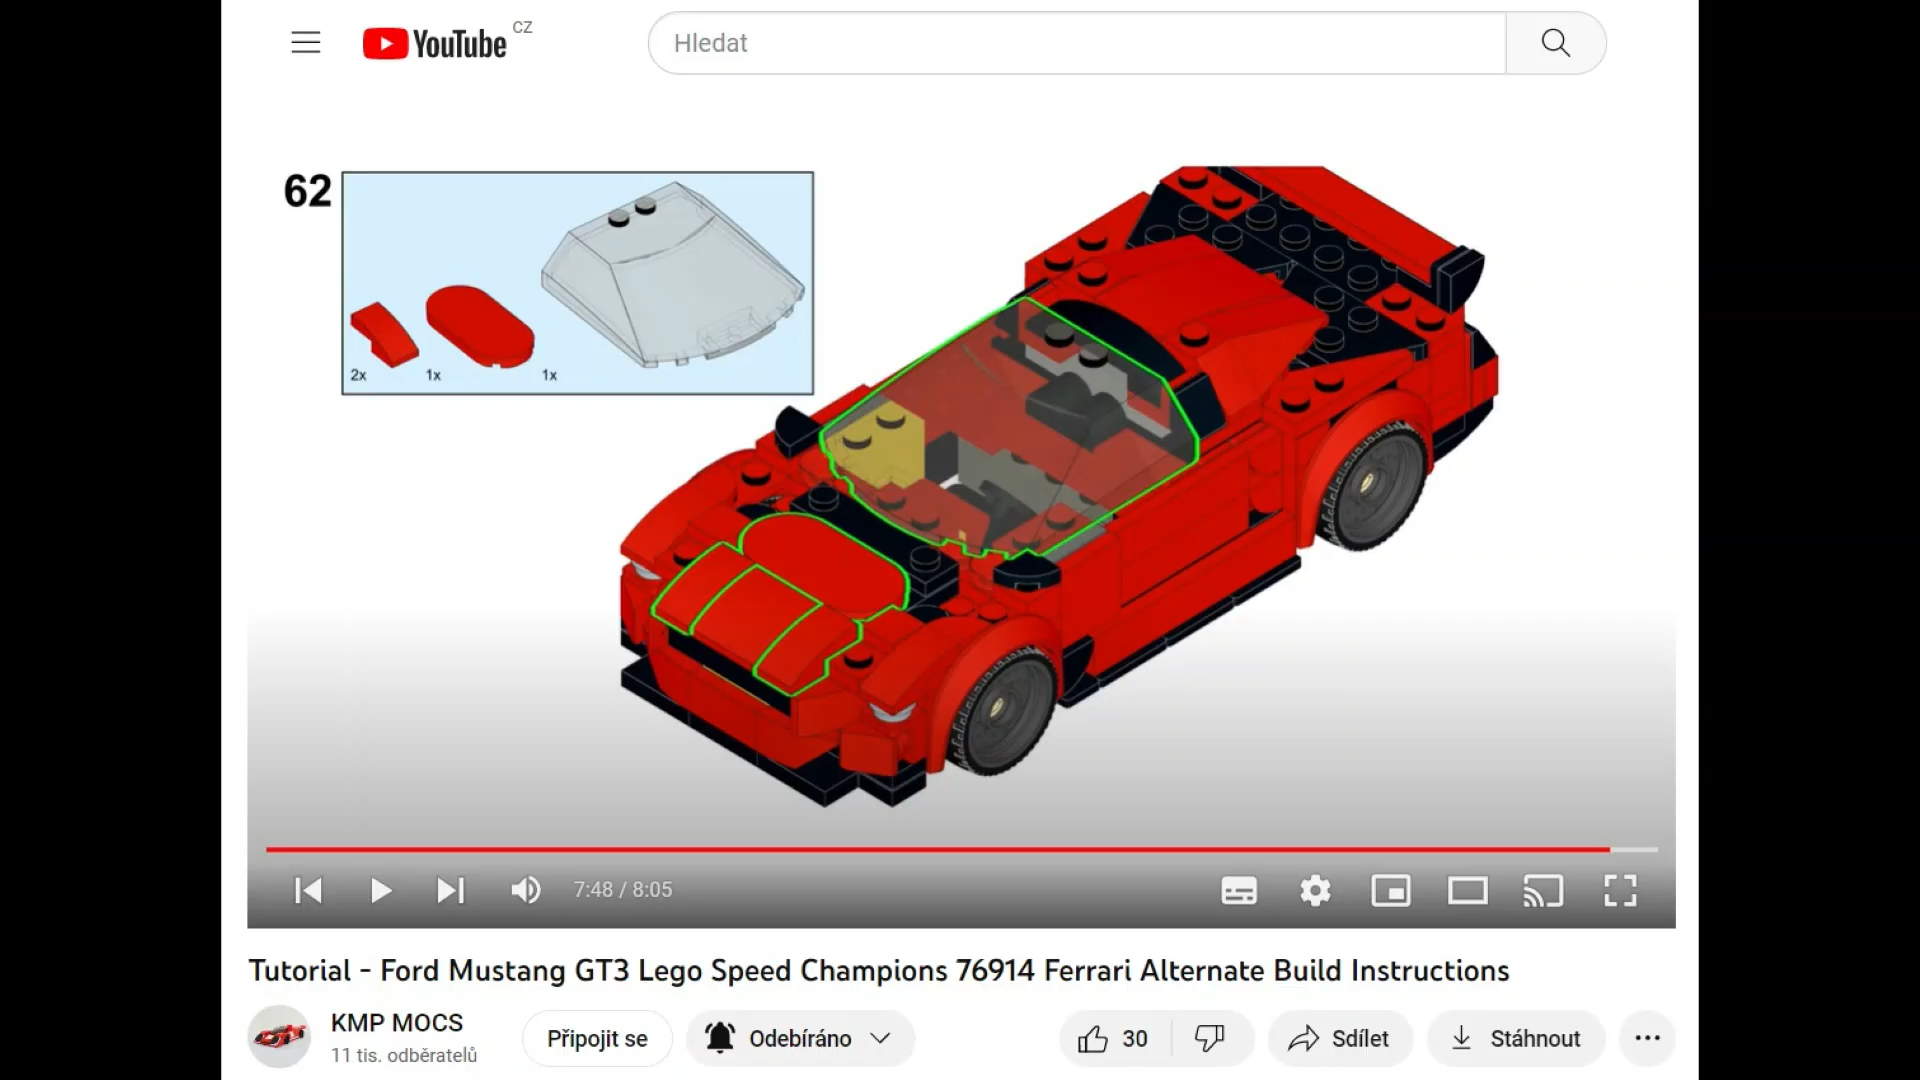 YouTube CZ
Hledat
62
2x
1x
1x
7:48 / 8:05
Tutorial - Ford Mustang GT3 Lego Speed Champions 76914 Ferrari Alternate Build Instructions
KMP MOCS
11 tis. odběratelů
Připojit se
Odebíráno
30
Sdílet
Stáhnout